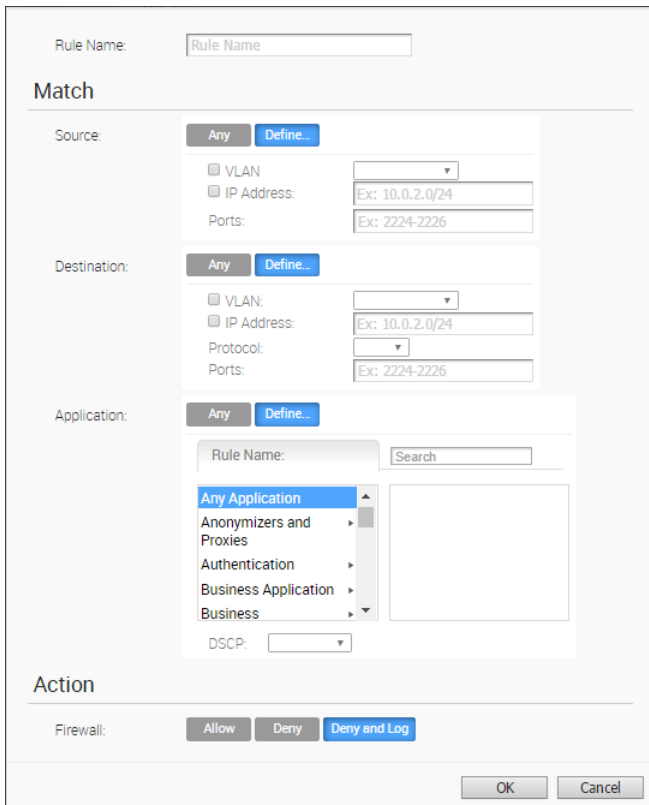 Rule Name: Rule Name
Match
Source: Any Define...
VLAN
IP Address: Ex: 10.0.2.0/24
Ports: Ex: 2224-2226
Destination: Any Define...
VLAN:
IP Address: Ex: 10.0.2.0/24
Protocol:
Ports: Ex: 2224-2226
Application: Any Define...
Rule Name: Search
Any Application
Anonymizers and
Proxies
Authentication
Business Application
Business
DSCP:
Action
Firewall: Allow Deny Deny and Log
OK Cancel